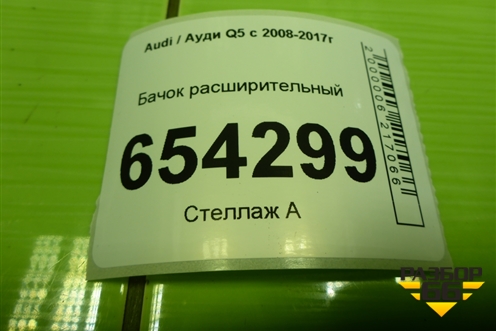 Audi / Ауди Q5 с 2008-2017г
Бачок расширительный
654299
Стеллаж А
2000006217066
РАЗБОР